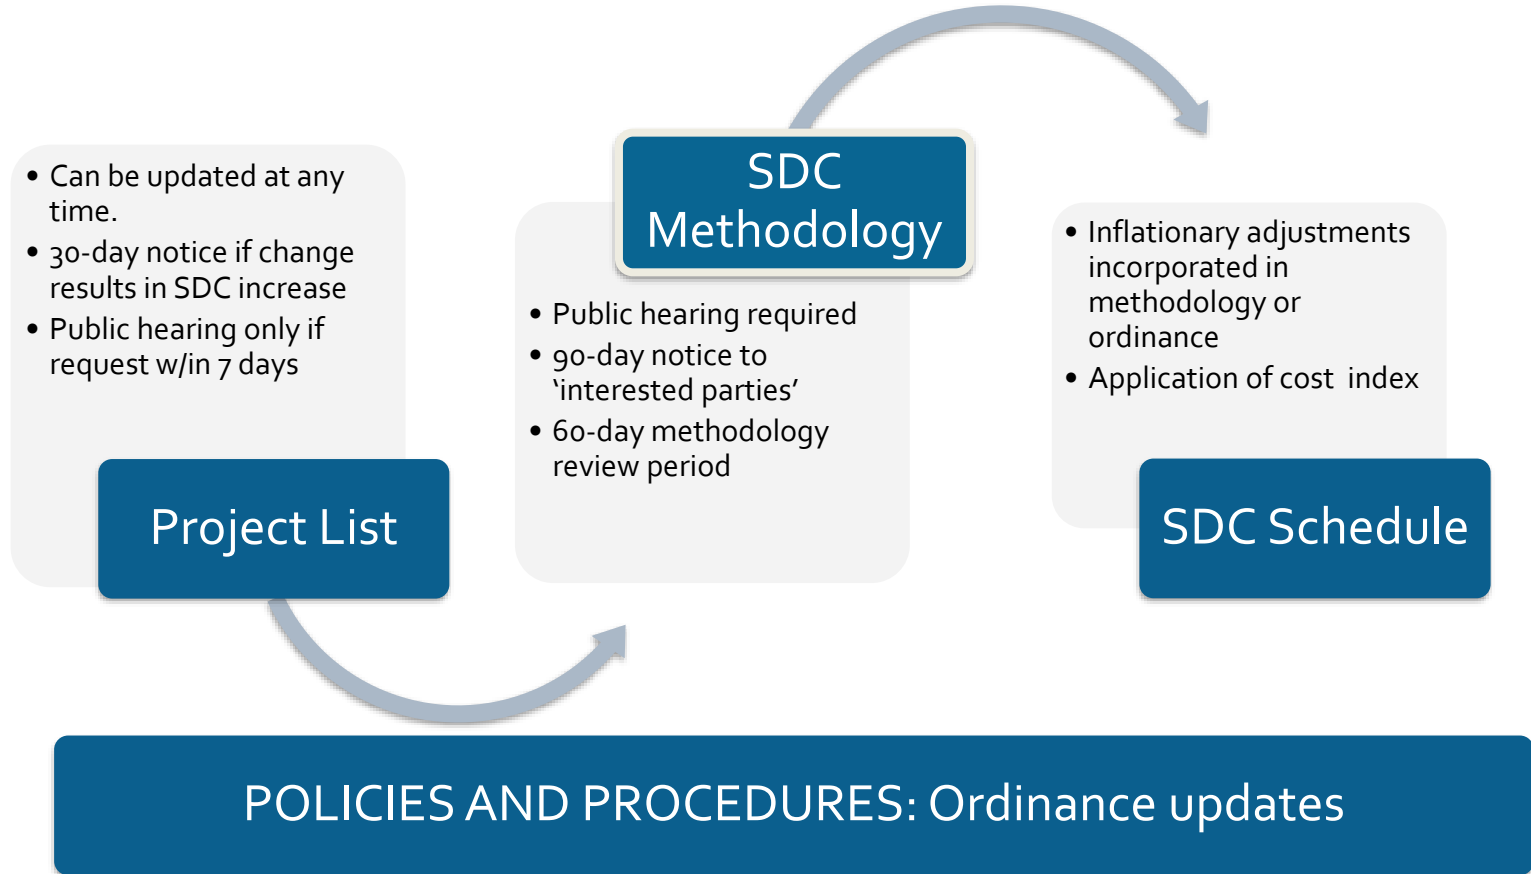 • Can be updated at any
time.
• 30-day notice if change
results in SDC increase
• Public hearing only if
request w/in 7 days
Project List
SDC
Methodology
• Public hearing required
• 90-day notice to
‘interested parties’
• 60-day methodology
review period
• Inflationary adjustments
incorporated in
methodology or
ordinance
• Application of cost index
SDC Schedule
POLICIES AND PROCEDURES: Ordinance updates